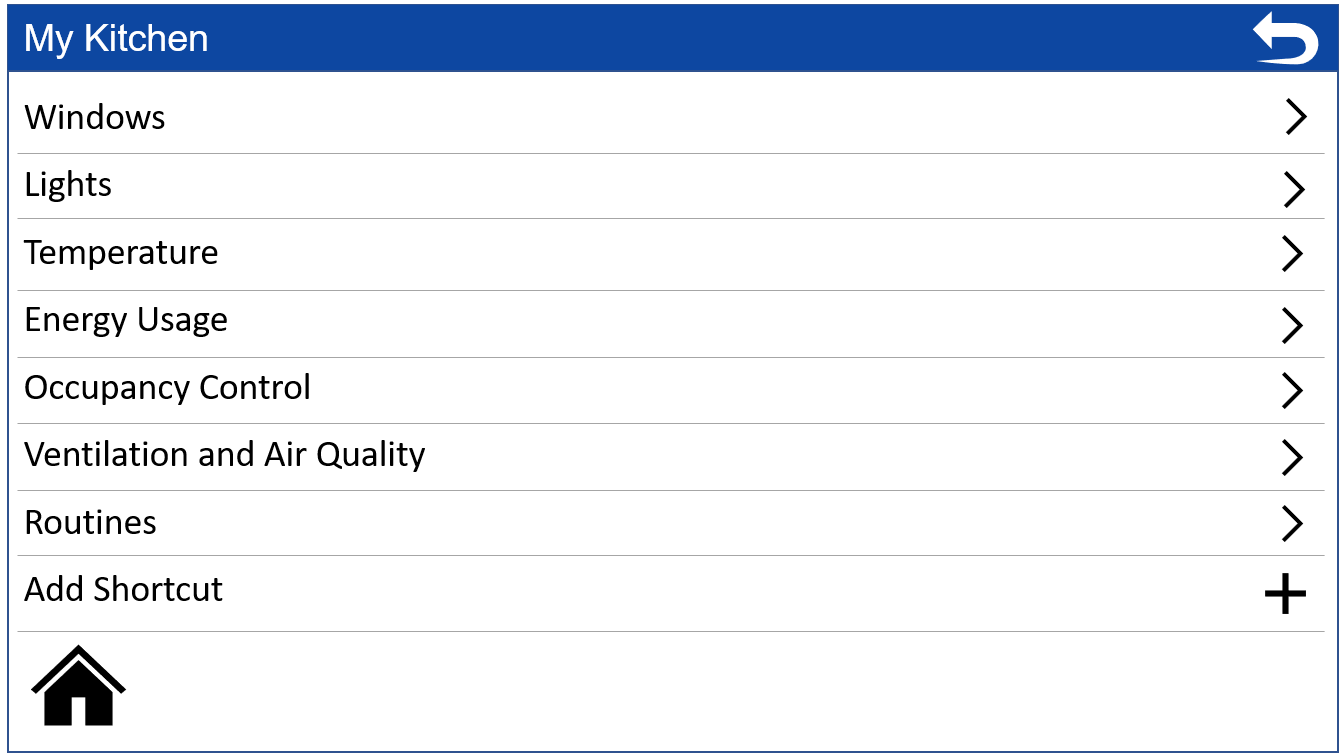 My Kitchen
Windows
Lights
Temperature
Energy Usage
Occupancy Control
Ventilation and Air Quality
Routines
Add Shortcut